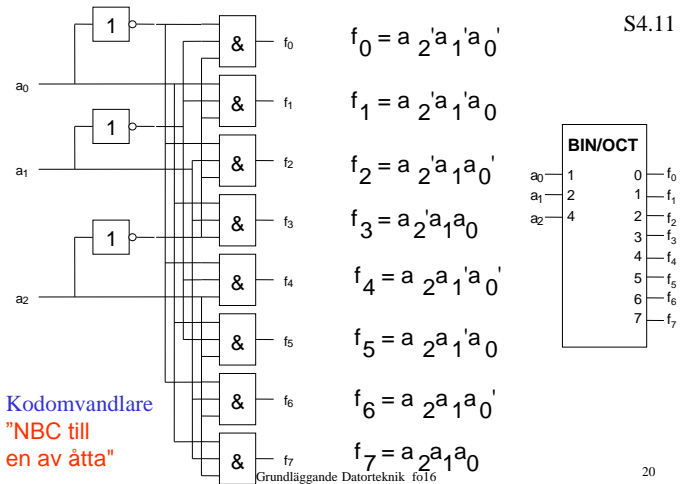 S4.11
1
a0
1
a1
1
a2
& f0
& f1
& f2
& f3
& f4
& f5
& f6
& f7
f0 = a2'a1'a0'
f1 = a2'a1'a0
f2 = a2'a1a0'
f3 = a2'a1a0
f4 = a2a1'a0'
f5 = a2a1'a0
f6 = a2a1a0'
f7 = a2a1a0
BIN/OCT
a0 1 0 f0
a1 2 1 f1
a2 4 2 f2
3 f3
4 f4
5 f5
6 f6
7 f7
Kodomvandlare
"NBC till
en av åtta"
Grundläggande Datorteknik fo16
20